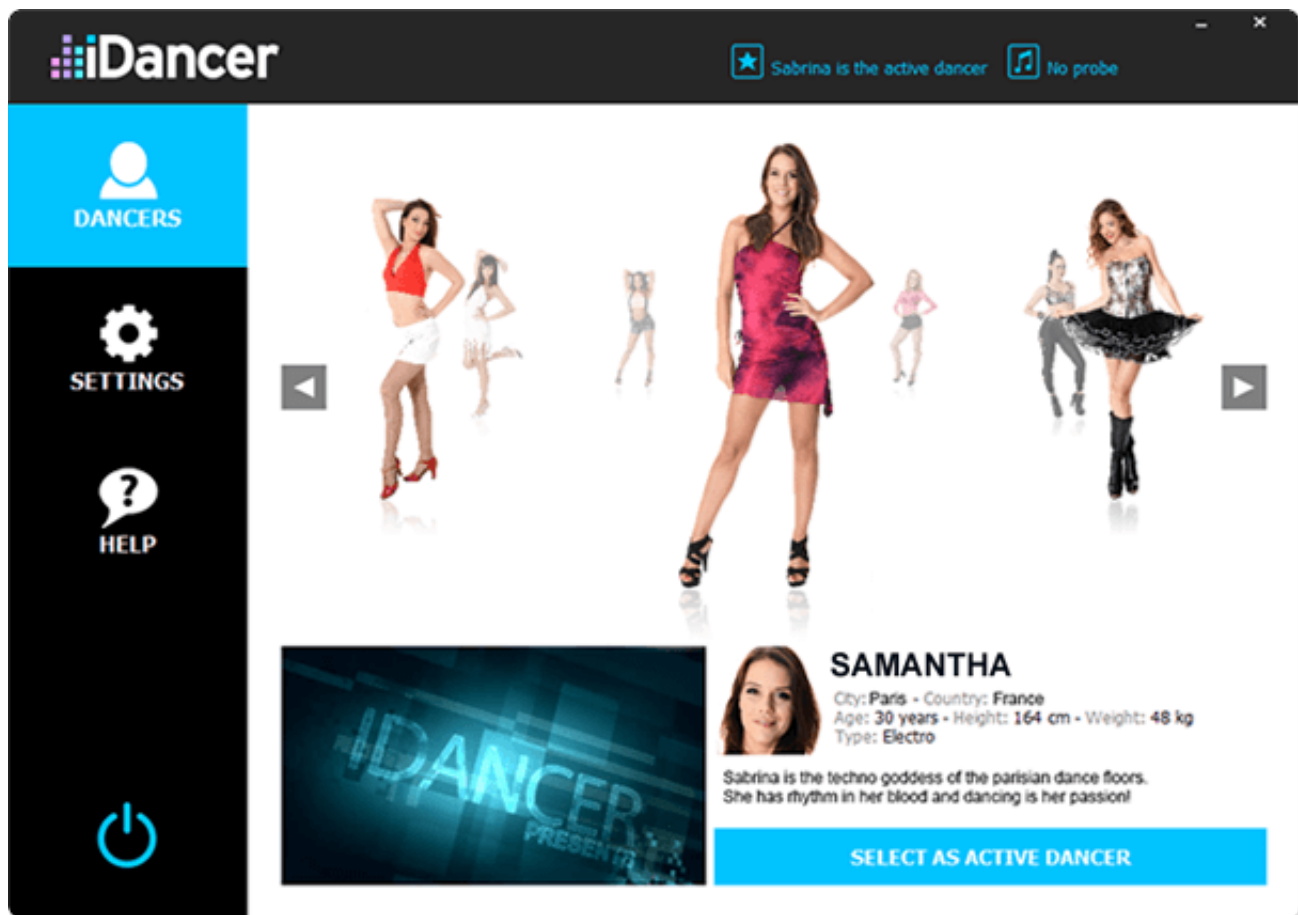 iDancer
Sabrina is the active dancer
No probe
DANCERS
SETTINGS
HELP
IDANCER
PRESENTS
SAMANTHA
City: Paris - Country: France
Age: 30 years - Height: 164 cm - Weight: 48 kg
Type: Electro
Sabrina is the techno goddess of the parisian dance floors.
She has rhythm in her blood and dancing is her passion!
SELECT AS ACTIVE DANCER